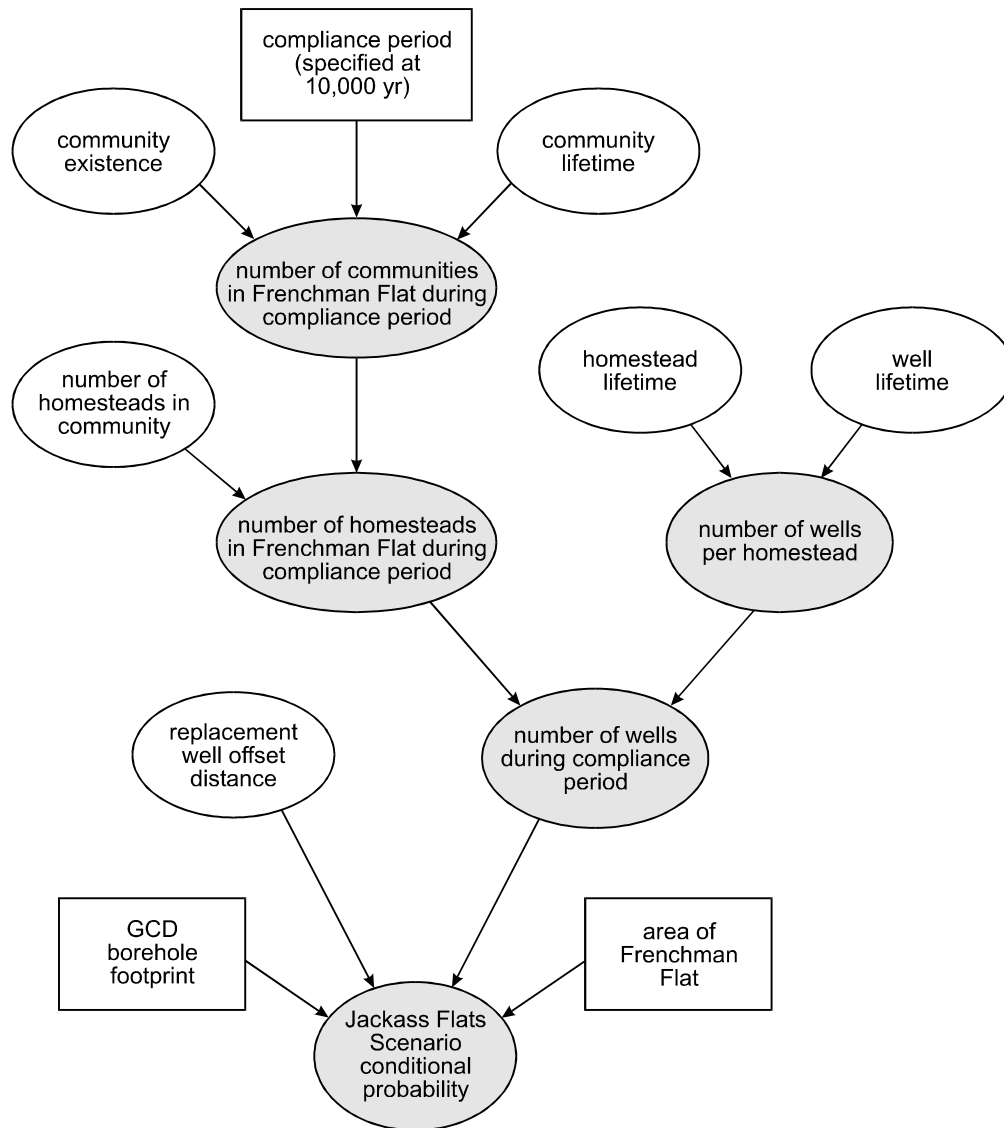 compliance period
(specified at
10,000 yr)
community
existence
community
lifetime
number of communities
in Frenchman Flat during
compliance period
homestead
lifetime
well
lifetime
number of
homesteads in
community
number of homesteads
in Frenchman Flat during
compliance period
number of wells
per homestead
replacement
well offset
distance
number of wells
during compliance
period
GCD
borehole
footprint
area of
Frenchman
Flat
Jackass Flats
Scenario
conditional
probability